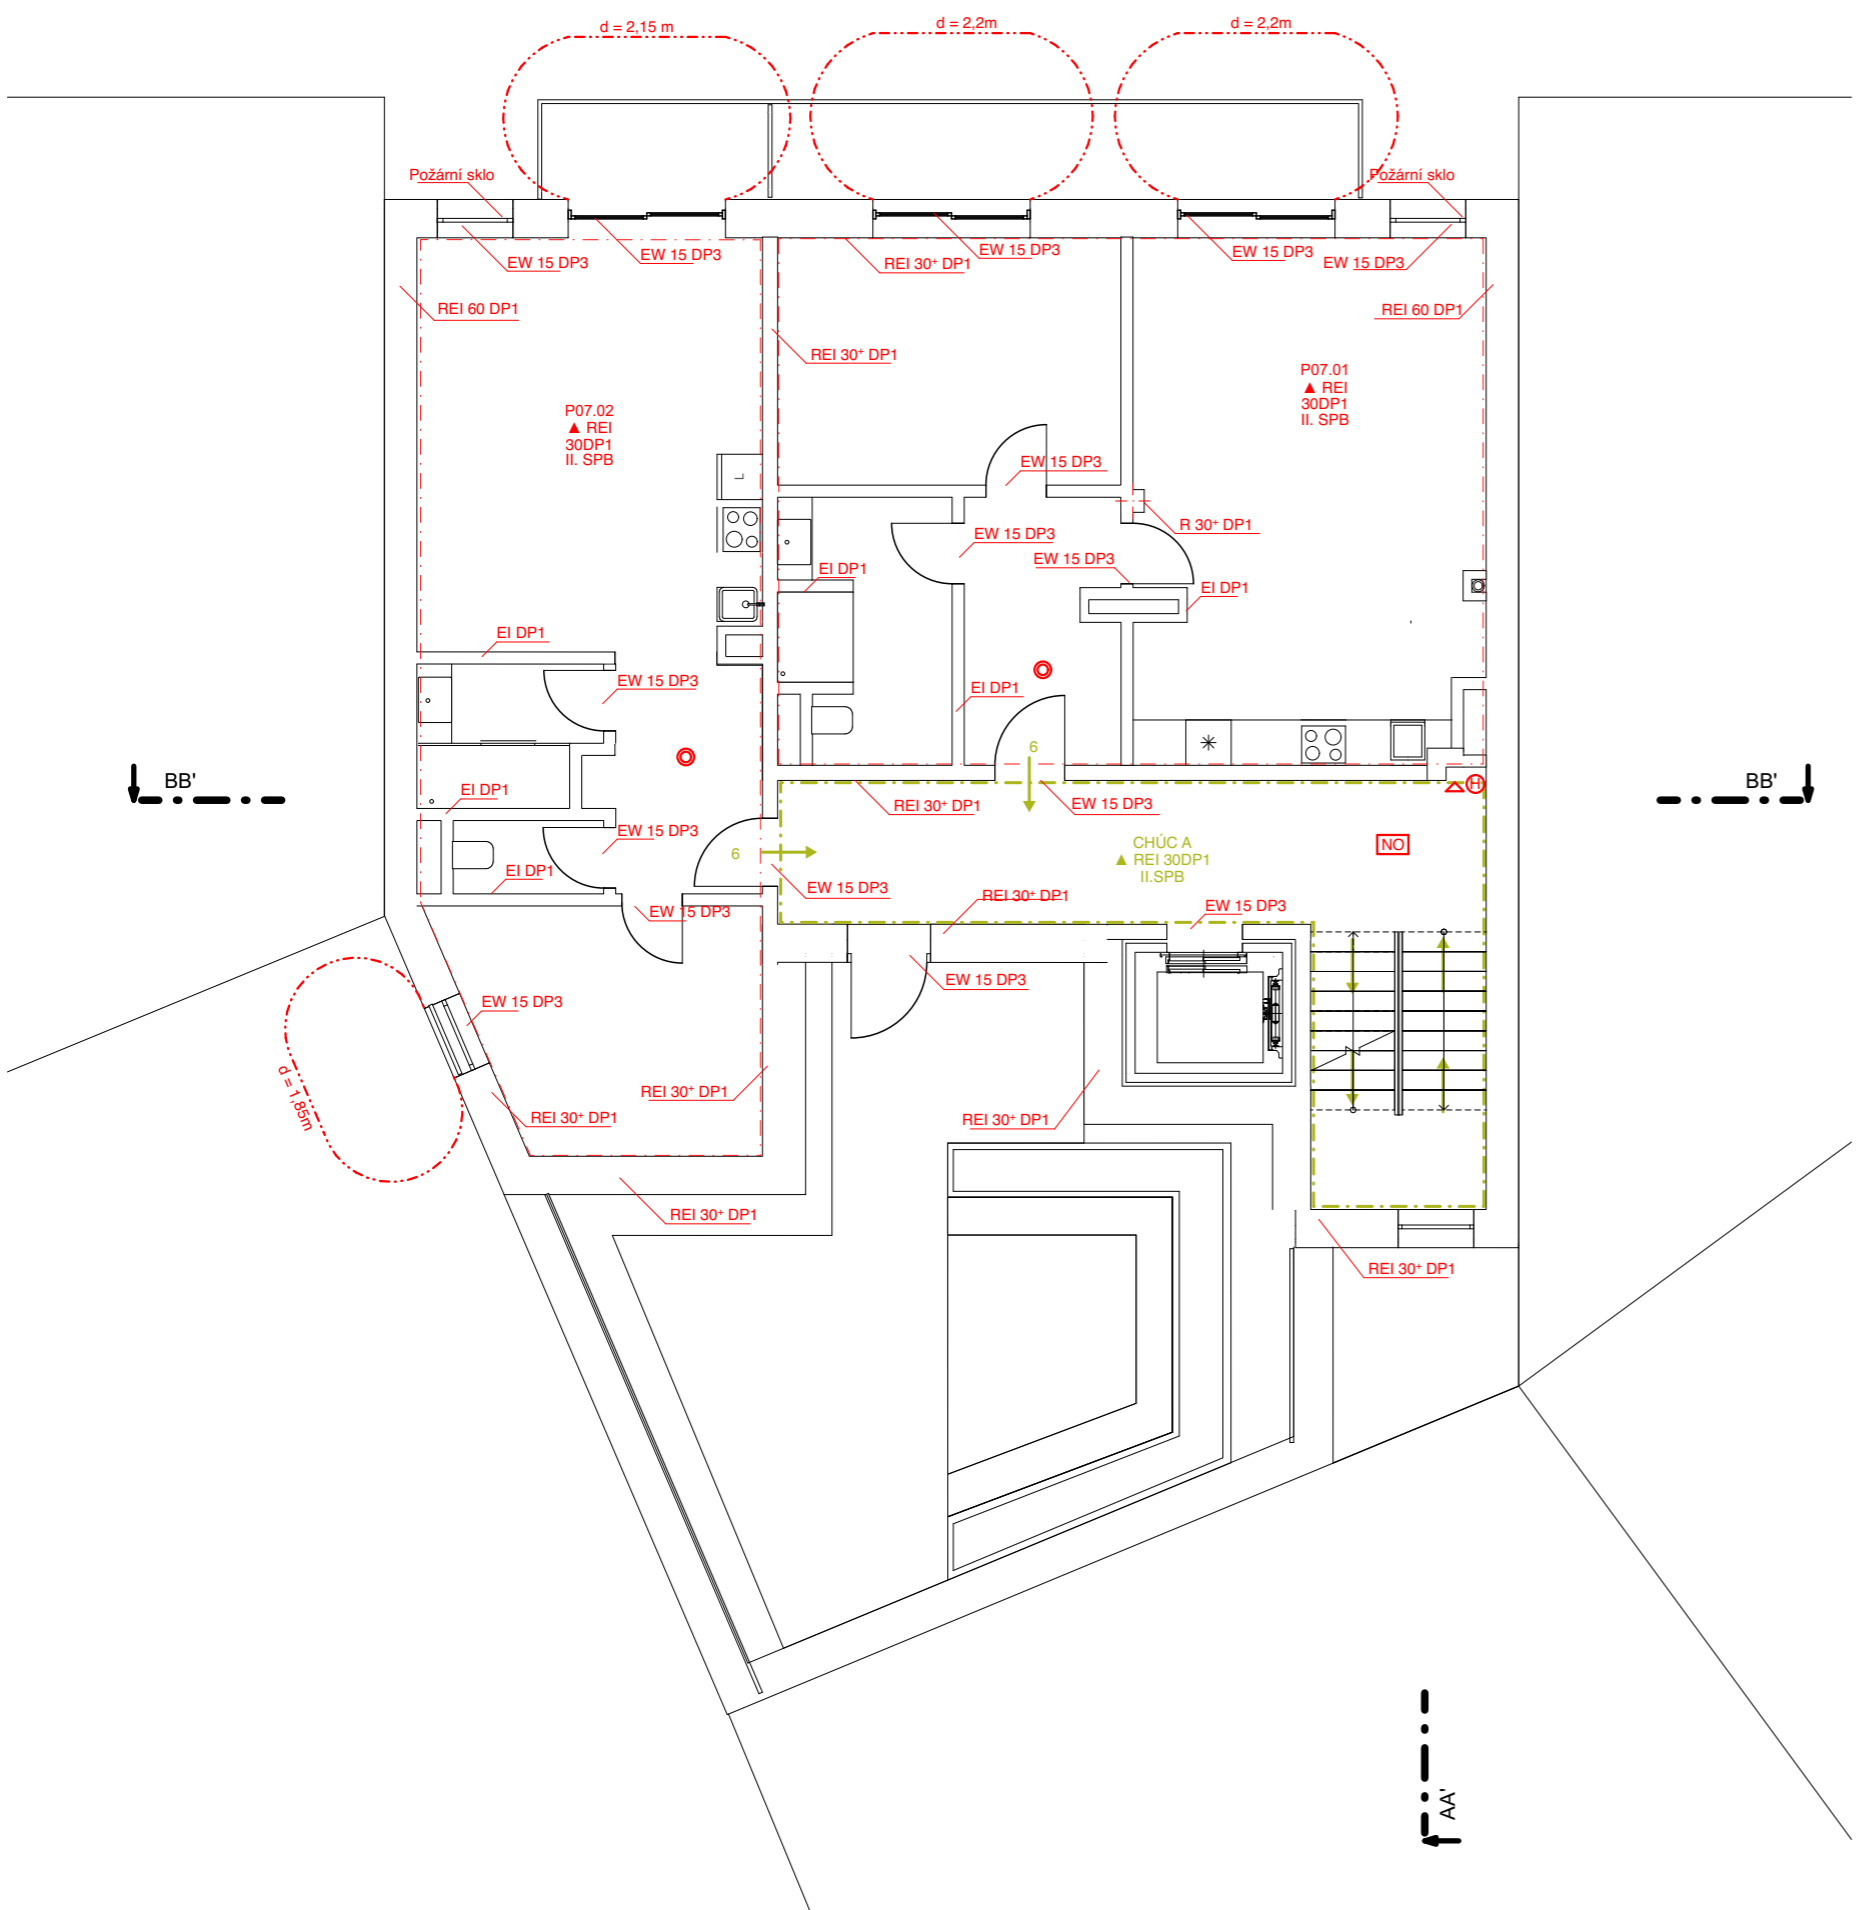 d = 2,15 m
d = 2,2m
d = 2,2m
Požární sklo
Požární sklo
EW 15 DP3
EW 15 DP3
REI 30+ DP1
EW 15 DP3
EW 15 DP3
EW 15 DP3
REI 60 DP1
REI 60 DP1
REI 30+ DP1
P07.01
▲ REI
30DP1
II. SPB
P07.02
▲ REI
30DP1
II. SPB
EW 15 DP3
L
R 30+ DP1
EW 15 DP3
EW 15 DP3
EI DP1
EI DP1
EI DP1
EW 15 DP3
EI DP1
6
BB'
BB'
EI DP1
REI 30+ DP1
EW 15 DP3
H
EW 15 DP3
6
CHÚC A
▲ REI 30DP1
II.SPB
NO
EI DP1
EW 15 DP3
REI 30+ DP1
EW 15 DP3
EW 15 DP3
EW 15 DP3
EW 15 DP3
d = 1,85m
REI 30+ DP1
REI 30+ DP1
REI 30+ DP1
REI 30+ DP1
REI 30+ DP1
AA'